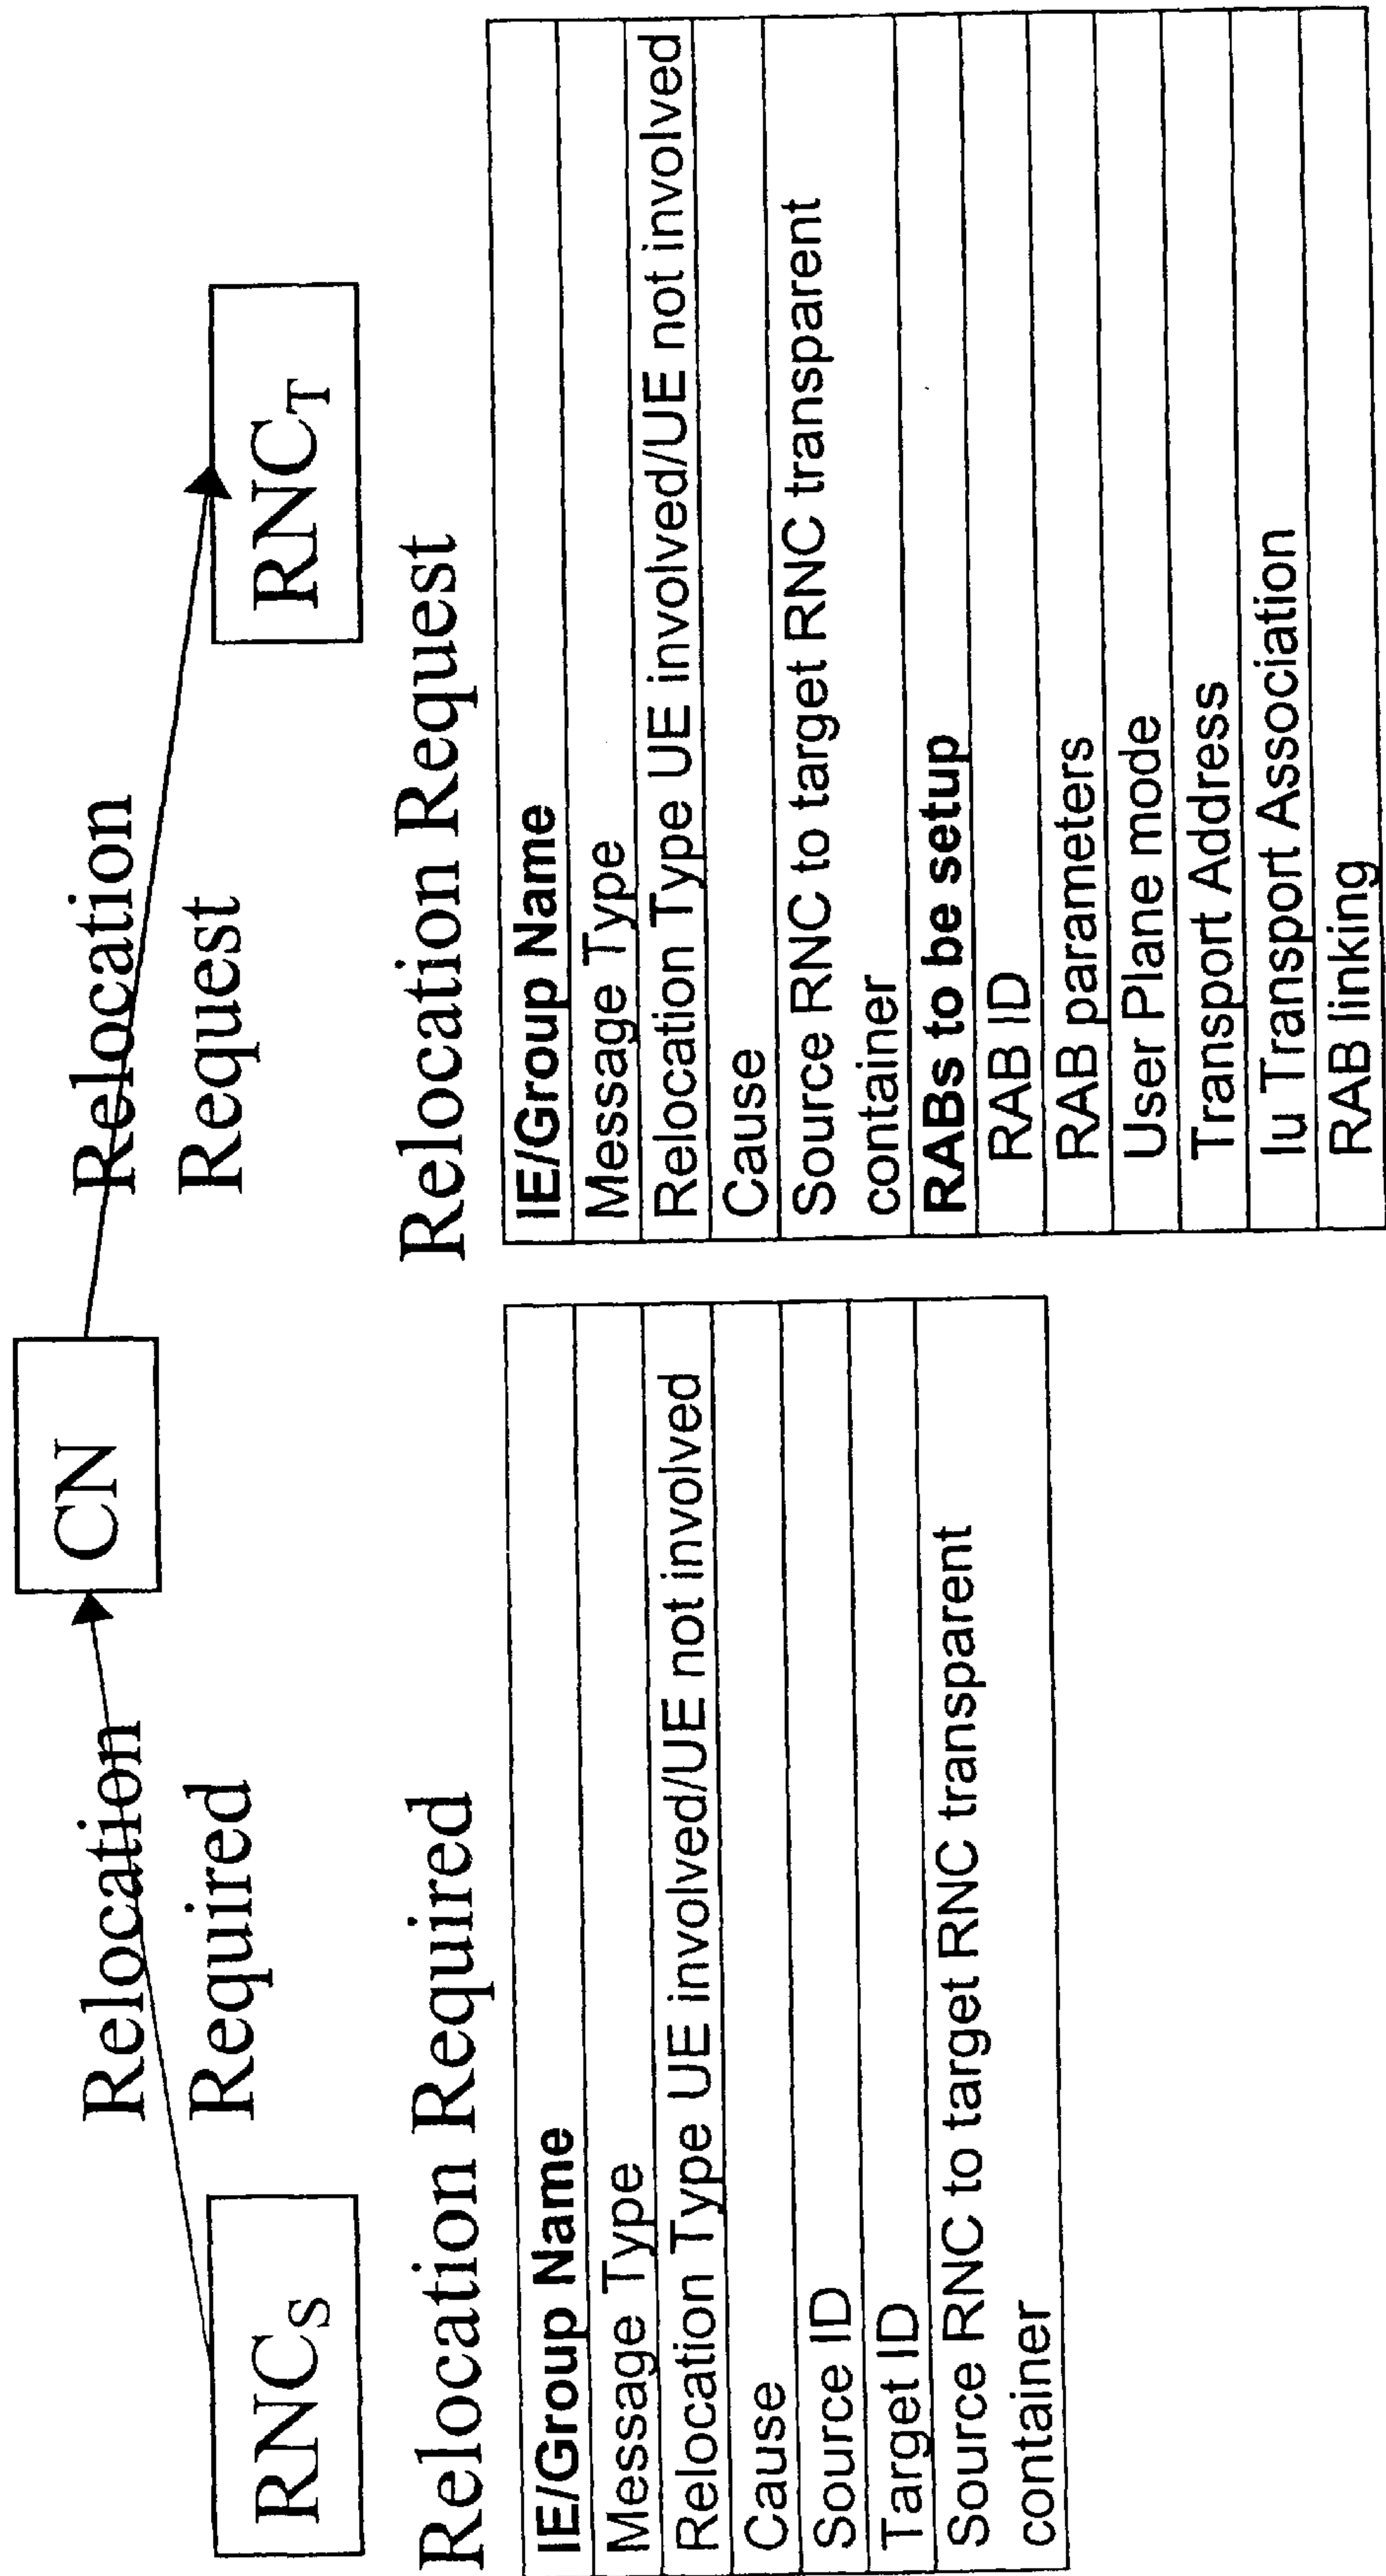 CN
Relocation
Required
Relocation
Request
RNCS
RNCT
Relocation Required
IE/Group Name
Message Type
Relocation Type UE involved/UE not involved
Cause
Source ID
Target ID
Source RNC to target RNC transparent
container
Relocation Request
IE/Group Name
Message Type
Relocation Type UE involved/UE not involved
Cause
Source RNC to target RNC transparent
container
RABs to be setup
RAB ID
RAB parameters
User Plane mode
Transport Address
Iu Transport Association
RAB linking